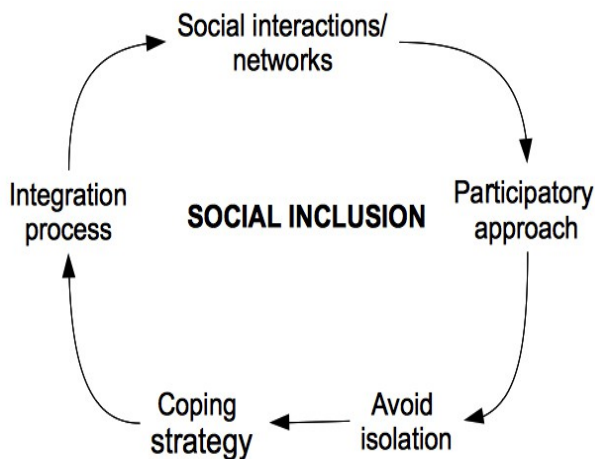 Social interactions/
networks
Participatory
approach
Integration
process
SOCIAL INCLUSION
Avoid
isolation
Coping
strategy